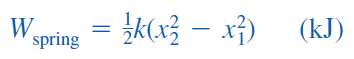 W_spring = ½k(x₂² − x₁²)    (kJ)